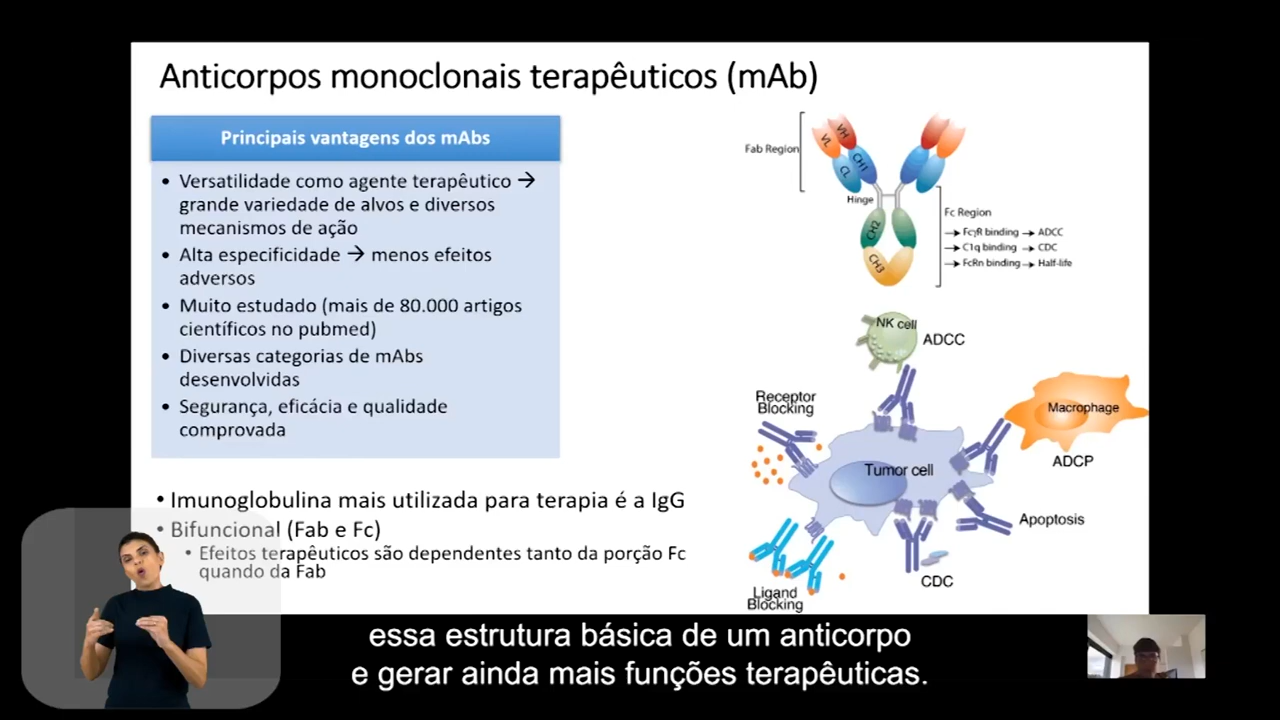 Anticorpos monoclonais terapêuticos (mAb)
Principais vantagens dos mAbs
• Versatilidade como agente terapêutico →
grande variedade de alvos e diversos
mecanismos de ação
• Alta especificidade → menos efeitos
adversos
• Muito estudado (mais de 80.000 artigos
científicos no pubmed)
• Diversas categorias de mAbs
desenvolvidas
• Segurança, eficácia e qualidade
comprovada
• Imunoglobulina mais utilizada para terapia é a IgG
• Bifuncional (Fab e Fc)
• Efeitos terapêuticos são dependentes tanto da porção Fc
quando da Fab
Fab Region
VL
VH
CL
CH1
Hinge
CH2
CH3
Fc Region
→ FcγR binding → ADCC
→ C1q binding → CDC
→ FcRn binding → Half-life
NK cell
ADCC
Receptor
Blocking
Macrophage
ADCP
Tumor cell
Apoptosis
CDC
Ligand
Blocking
essa estrutura básica de um anticorpo
e gerar ainda mais funções terapêuticas.